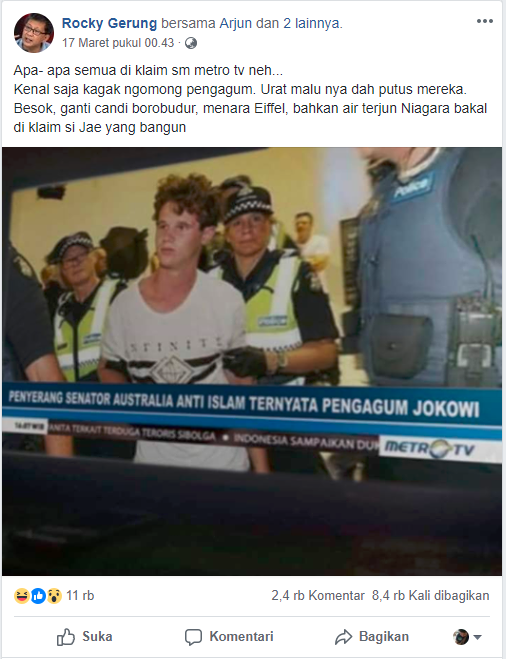 Rocky Gerung bersama Arjun dan 2 lainnya.
17 Maret pukul 00.43 ·
Apa- apa semua di klaim sm metro tv neh...
Kenal saja kagak ngomong pengagum. Urat malu nya dah putus mereka.
Besok, ganti candi borobudur, menara Eiffel, bahkan air terjun Niagara bakal
di klaim si Jae yang bangun
Police
INFINITE
PENYERANG SENATOR AUSTRALIA ANTI ISLAM TERNYATA PENGAGUM JOKOWI
ANITA TERKAIT TERDUGA TERORIS SIBOLGA ● INDONESIA SAMPAIKAN DUK
METRO TV
11 rb
2,4 rb Komentar 8,4 rb Kali dibagikan
Suka
Komentari
Bagikan